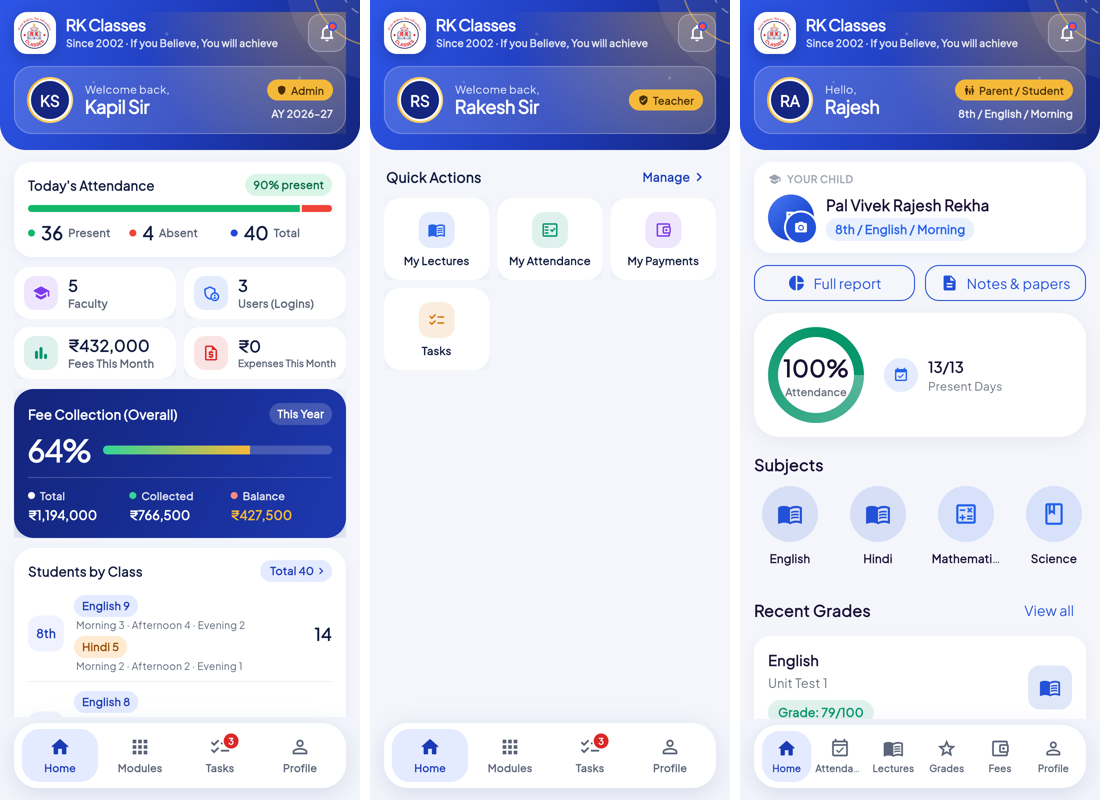 RK Classes
Since 2002 · If you Believe, You will achieve
KS
Welcome back,
Kapil Sir
Admin
AY 2026–27
Today's Attendance
90% present
36 Present
4 Absent
40 Total
5
Faculty
3
Users (Logins)
₹432,000
Fees This Month
₹0
Expenses This Month
Fee Collection (Overall)
This Year
64%
Total
Collected
Balance
₹1,194,000
₹766,500
₹427,500
Students by Class
Total 40
8th
English 9
Morning 3 · Afternoon 4 · Evening 2
Hindi 5
Morning 2 · Afternoon 2 · Evening 1
14
English 8
Home
Modules
3
Tasks
Profile
RK Classes
Since 2002 · If you Believe, You will achieve
RS
Welcome back,
Rakesh Sir
Teacher
Quick Actions
Manage
My Lectures
My Attendance
My Payments
Tasks
Home
Modules
3
Tasks
Profile
RK Classes
Since 2002 · If you Believe, You will achieve
RA
Hello,
Rajesh
Parent / Student
8th / English / Morning
YOUR CHILD
Pal Vivek Rajesh Rekha
8th / English / Morning
Full report
Notes & papers
100%
Attendance
13/13
Present Days
Subjects
English
Hindi
Mathemati...
Science
Recent Grades
View all
English
Unit Test 1
Grade: 79/100
Home
Attenda...
Lectures
Grades
Fees
Profile